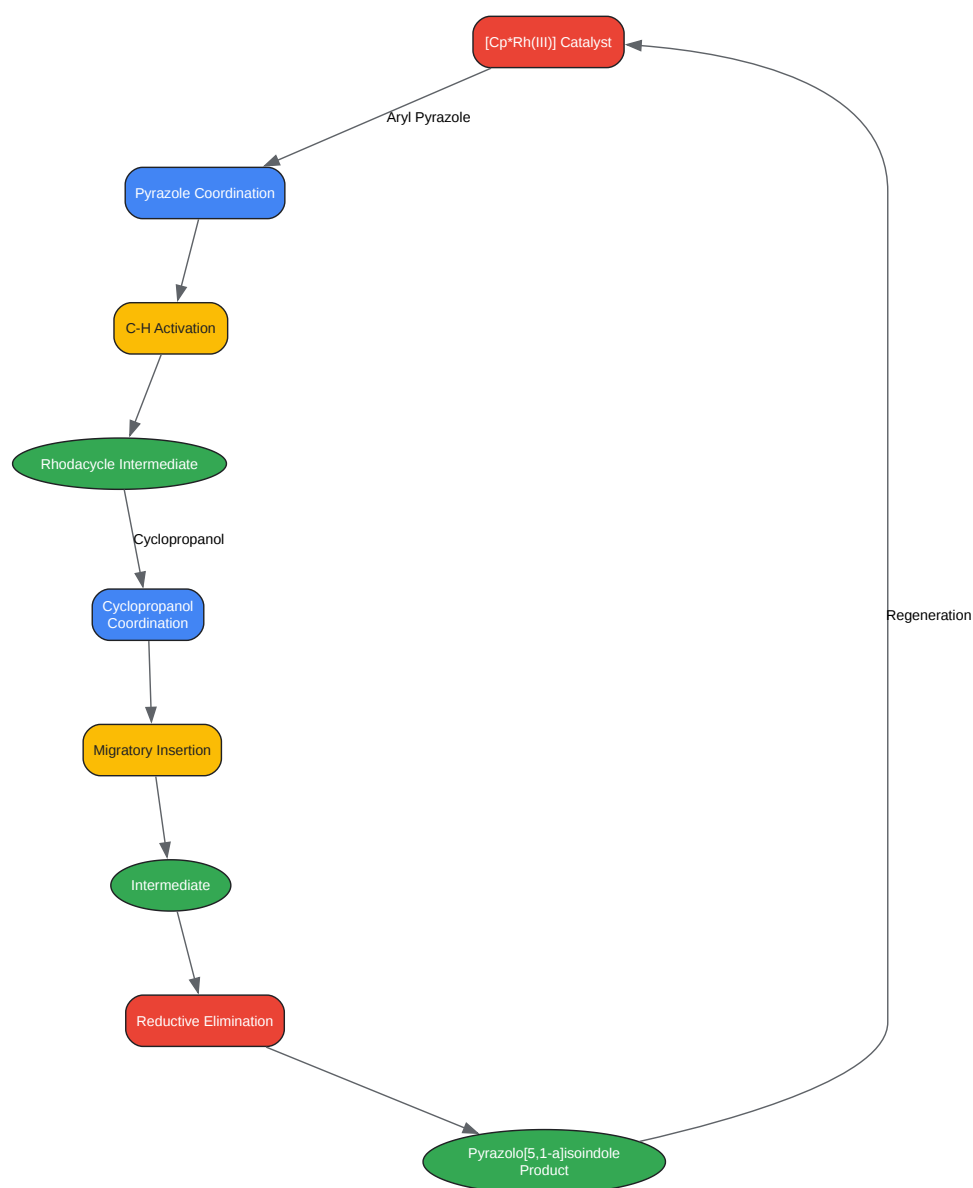 [Cp*Rh(III)] Catalyst
Aryl Pyrazole
Pyrazole Coordination
C-H Activation
Rhodacycle Intermediate
Cyclopropanol
Cyclopropanol
Coordination
Regeneration
Migratory Insertion
Intermediate
Reductive Elimination
Pyrazolo[5,1-a]isoindole
Product